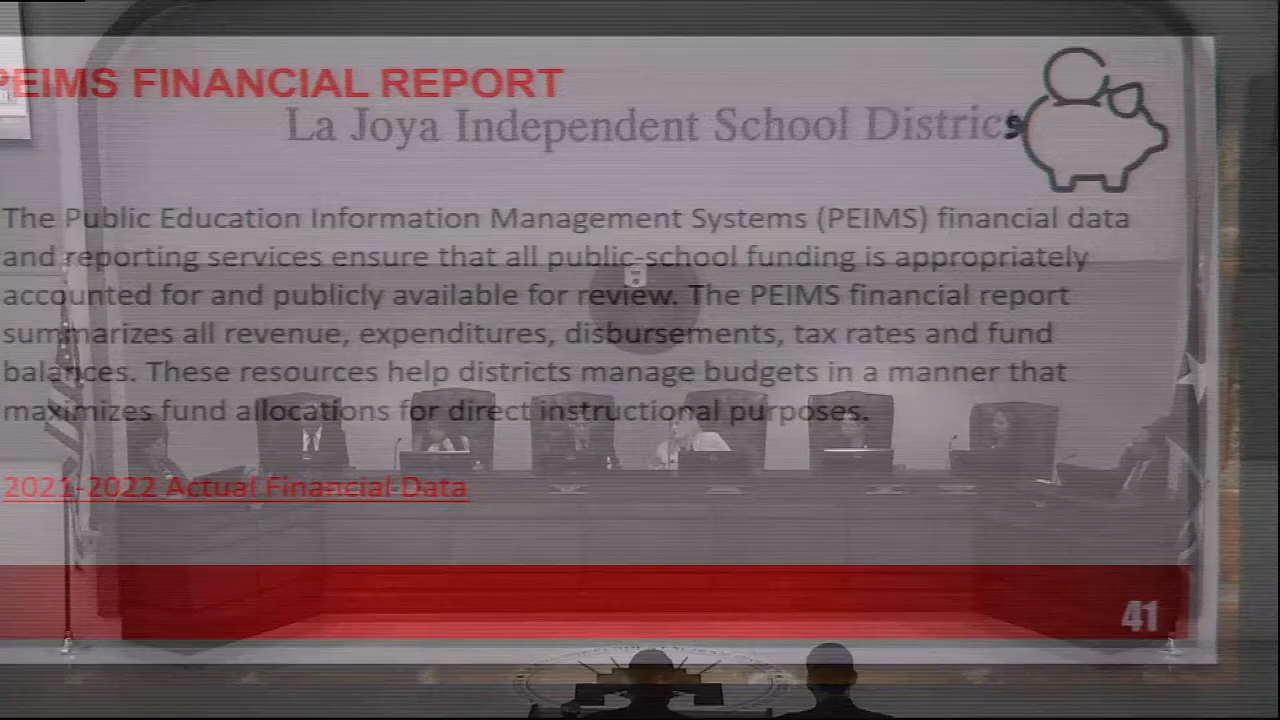 PEIMS FINANCIAL REPORT
La Joya Independent School District
The Public Education Information Management Systems (PEIMS) financial data
and reporting services ensure that all public-school funding is appropriately
accounted for and publicly available for review. The PEIMS financial report
summarizes all revenue, expenditures, disbursements, tax rates and fund
balances. These resources help districts manage budgets in a manner that
maximizes fund allocations for direct instructional purposes.
2021-2022 Actual Financial Data
41